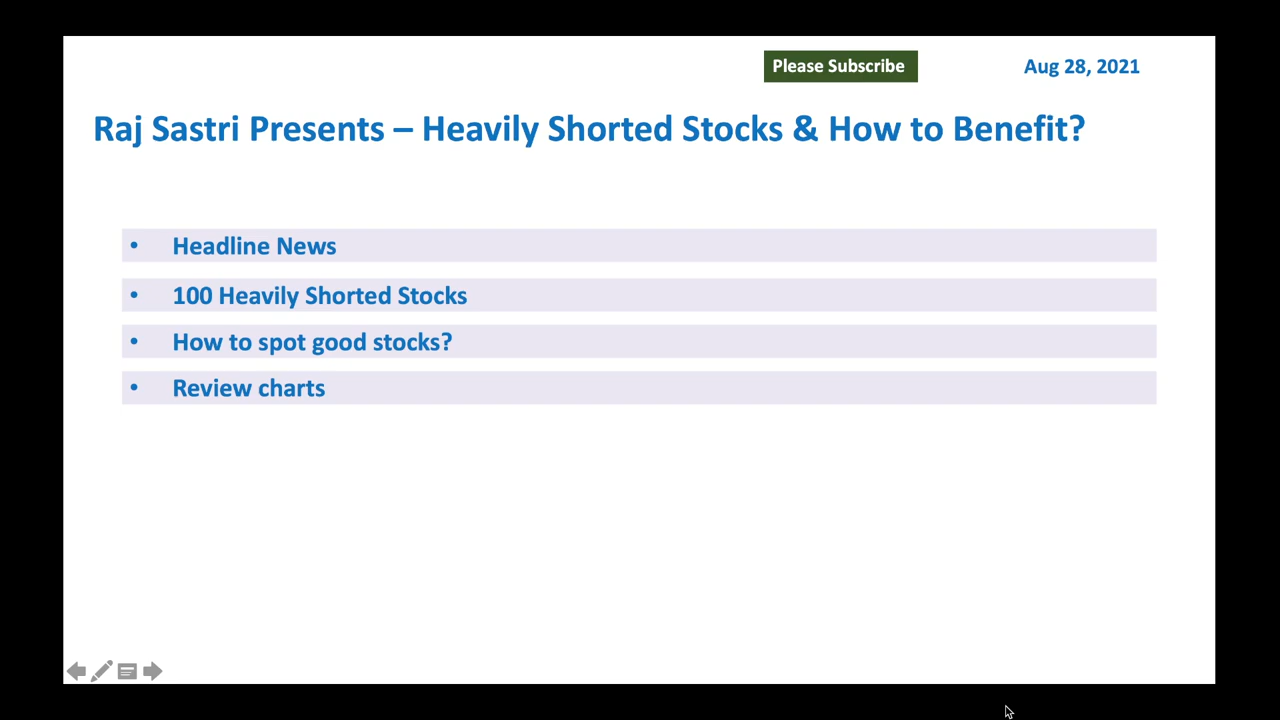 Please Subscribe
Aug 28, 2021
Raj Sastri Presents – Heavily Shorted Stocks & How to Benefit?
• Headline News
• 100 Heavily Shorted Stocks
• How to spot good stocks?
• Review charts